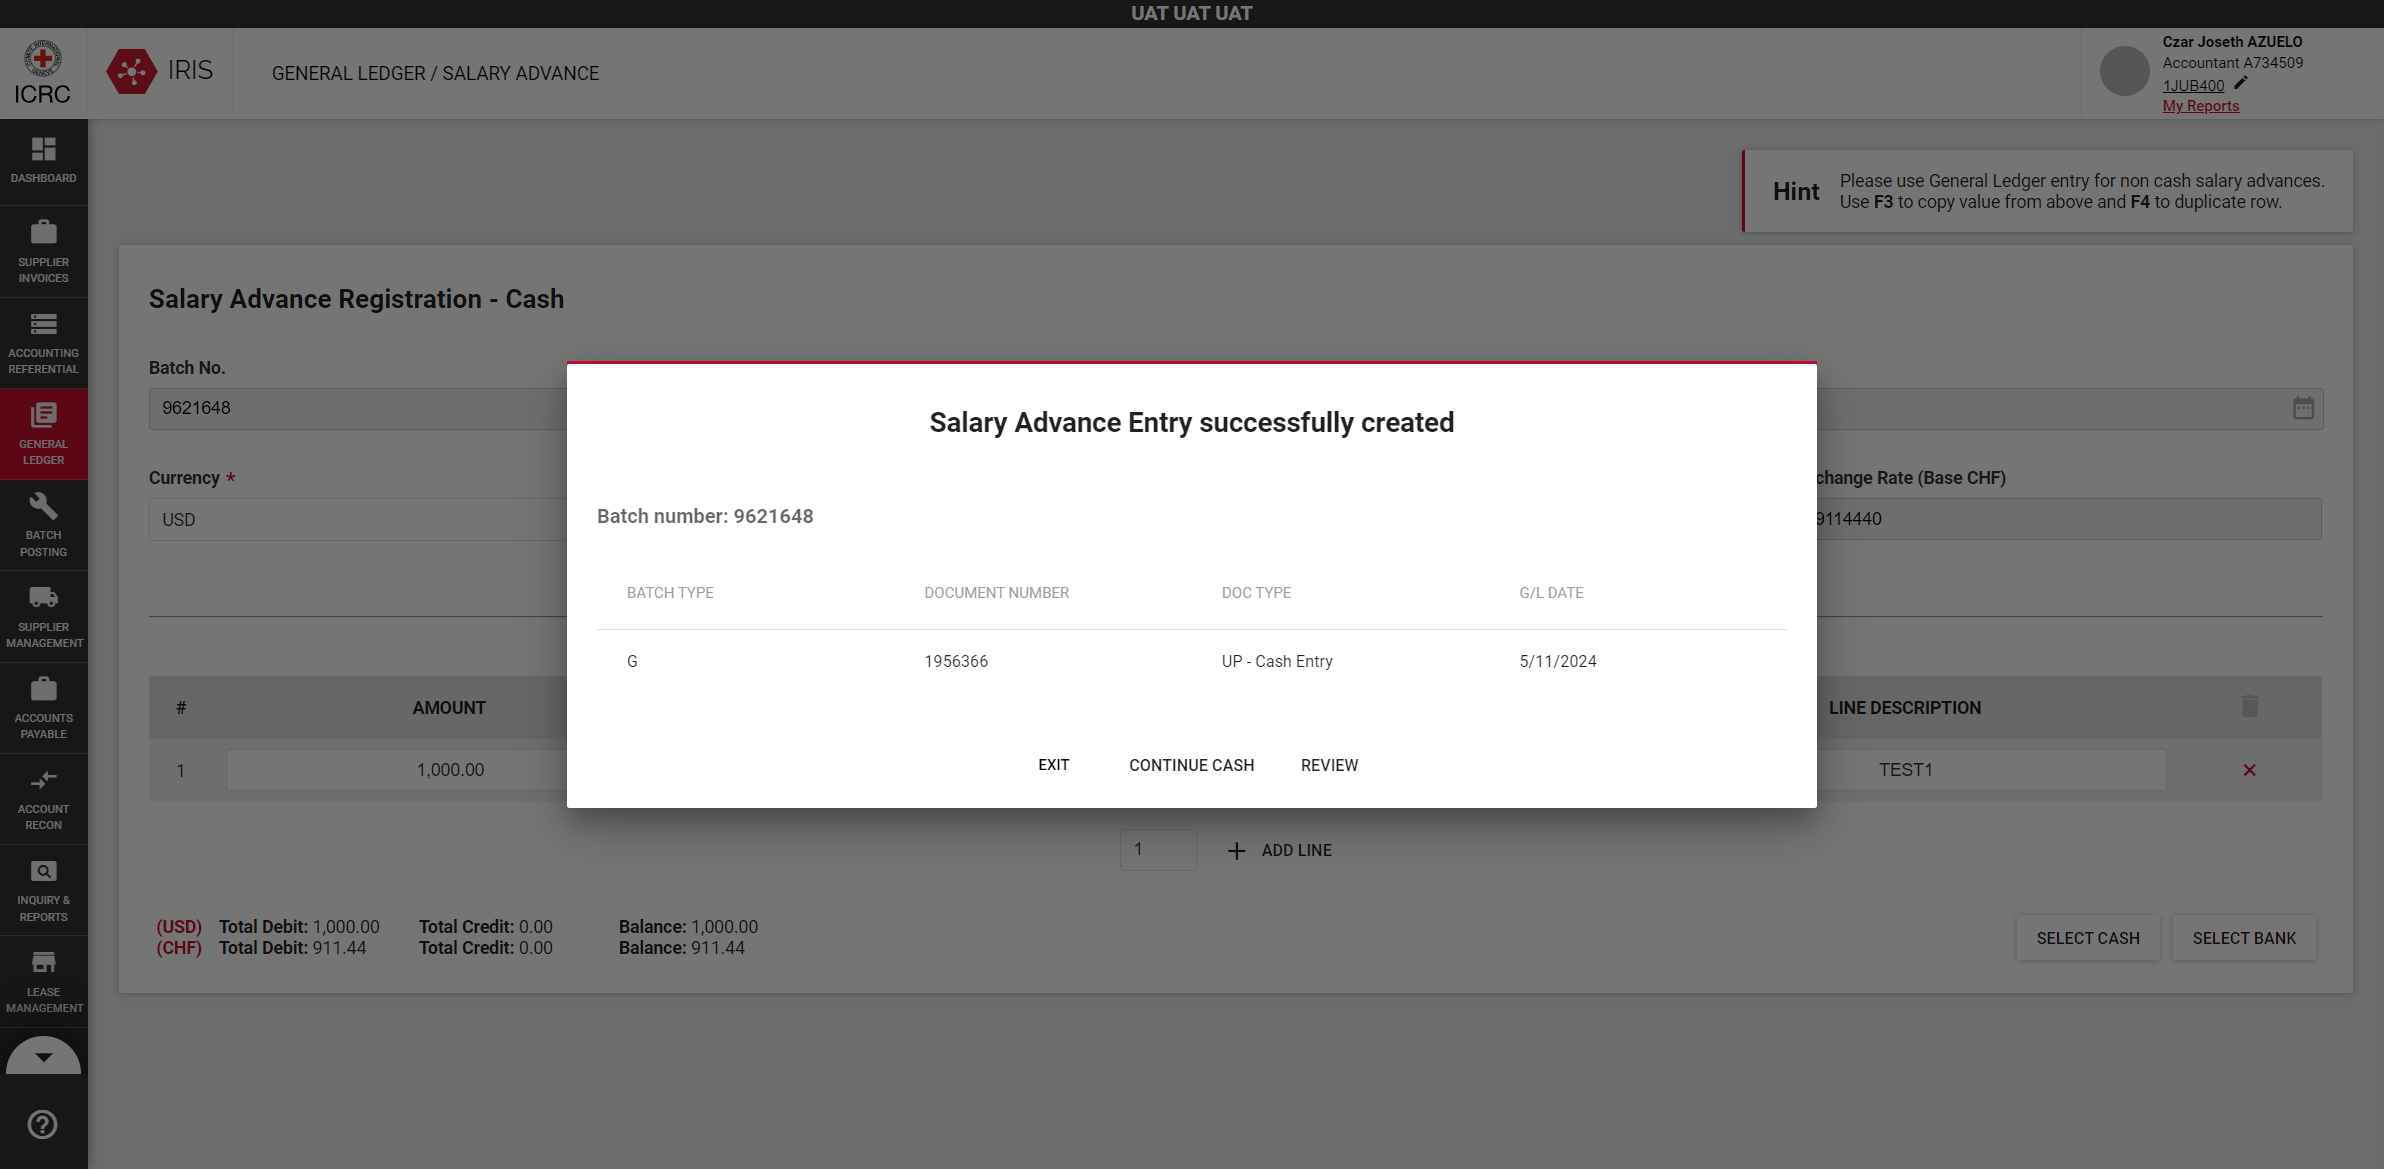 UAT UAT UAT
ICRC
IRIS
GENERAL LEDGER / SALARY ADVANCE
Czar Joseth AZUELO
Accountant A734509
1JUB400
My Reports
DASHBOARD
SUPPLIER
INVOICES
ACCOUNTING
REFERENTIAL
GENERAL
LEDGER
BATCH
POSTING
SUPPLIER
MANAGEMENT
ACCOUNTS
PAYABLE
ACCOUNT
RECON
INQUIRY &
REPORTS
LEASE
MANAGEMENT
Hint
Please use General Ledger entry for non cash salary advances.
Use F3 to copy value from above and F4 to duplicate row.
Salary Advance Registration - Cash
Batch No.
9621648
Currency *
USD
change Rate (Base CHF)
9114440
Salary Advance Entry successfully created
Batch number: 9621648
BATCH TYPE DOCUMENT NUMBER DOC TYPE G/L DATE
G 1956366 UP - Cash Entry 5/11/2024
EXIT CONTINUE CASH REVIEW
# AMOUNT LINE DESCRIPTION
1 1,000.00 TEST1
1 ADD LINE
(USD) Total Debit: 1,000.00 Total Credit: 0.00 Balance: 1,000.00
(CHF) Total Debit: 911.44 Total Credit: 0.00 Balance: 911.44
SELECT CASH SELECT BANK